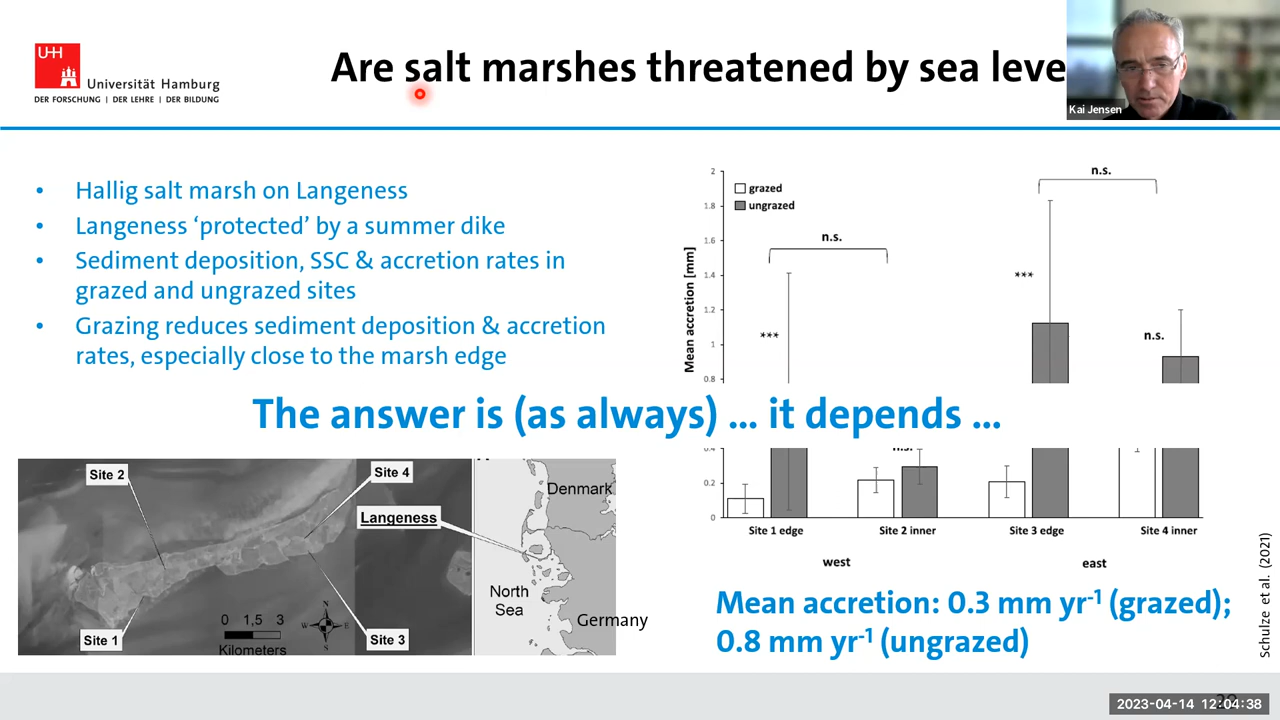 UHH
Universität Hamburg
DER FORSCHUNG | DER LEHRE | DER BILDUNG
Are salt marshes threatened by sea leve
Kai Jensen
• Hallig salt marsh on Langeness
• Langeness ‘protected’ by a summer dike
• Sediment deposition, SSC & accretion rates in
grazed and ungrazed sites
• Grazing reduces sediment deposition & accretion
rates, especially close to the marsh edge
Mean accretion [mm]
2
1.8
1.6
1.4
1.2
1
0.8
grazed
ungrazed
n.s.
n.s.
***
***
n.s.
The answer is (as always) ... it depends ...
0.4
0.2
0
n.s.
Site 1 edge
Site 2 inner
Site 3 edge
Site 4 inner
west
east
Site 2
Site 4
Langeness
Site 1
Site 3
0 1,5 3
Kilometers
N
W
E
S
Denmark
North
Sea
Germany
Mean accretion: 0.3 mm yr-1 (grazed);
0.8 mm yr-1 (ungrazed)
Schulze et al. (2021)
2023-04-14 12:04:38